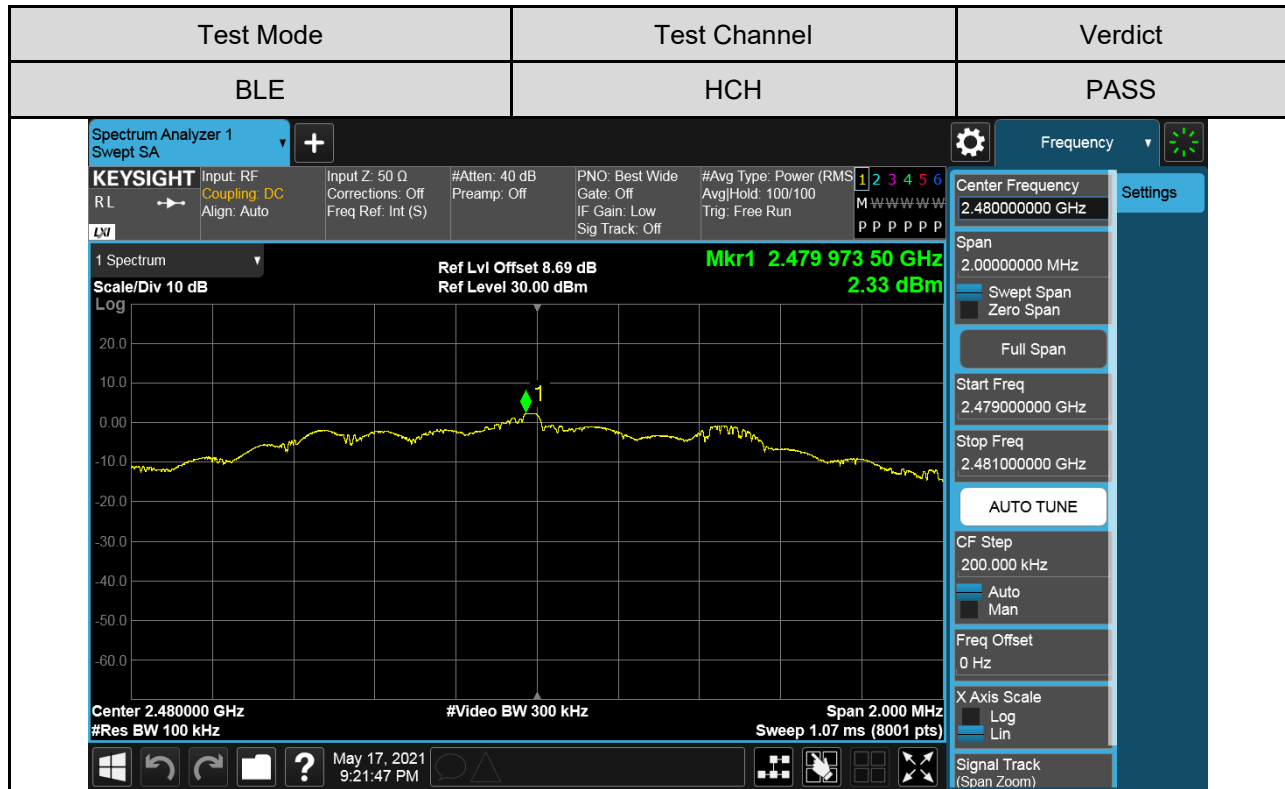 Test Mode Test Channel Verdict
BLE HCH PASS
Spectrum Analyzer 1
Swept SA
Frequency
KEYSIGHT
R L
LXI
Input: RF
Coupling: DC
Align: Auto
Input Z: 50 Ω
Corrections: Off
Freq Ref: Int (S)
#Atten: 40 dB
Preamp: Off
PNO: Best Wide
Gate: Off
IF Gain: Low
Sig Track: Off
#Avg Type: Power (RMS
Avg|Hold: 100/100
Trig: Free Run
1 2 3 4 5 6
M W W W W W
P P P P P P
1 Spectrum
Scale/Div 10 dB
Ref Lvl Offset 8.69 dB
Ref Level 30.00 dBm
Mkr1 2.479 973 50 GHz
2.33 dBm
Log
20.0
10.0
0.00
-10.0
-20.0
-30.0
-40.0
-50.0
-60.0
1
Center 2.480000 GHz
#Res BW 100 kHz
#Video BW 300 kHz
Span 2.000 MHz
Sweep 1.07 ms (8001 pts)
?
May 17, 2021
9:21:47 PM
Center Frequency
2.480000000 GHz
Settings
Span
2.00000000 MHz
Swept Span
Zero Span
Full Span
Start Freq
2.479000000 GHz
Stop Freq
2.481000000 GHz
AUTO TUNE
CF Step
200.000 kHz
Auto
Man
Freq Offset
0 Hz
X Axis Scale
Log
Lin
Signal Track
(Span Zoom)